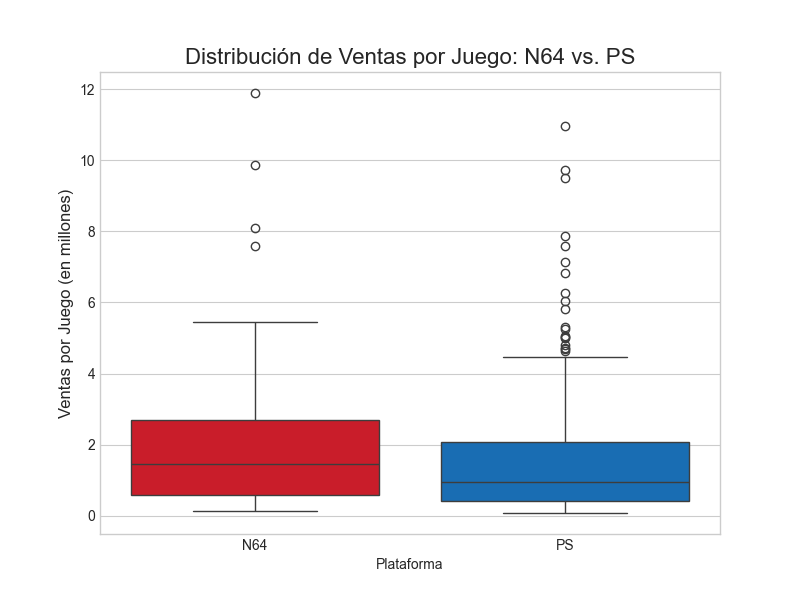 Distribución de Ventas por Juego: N64 vs. PS
Ventas por Juego (en millones)
12
10
8
6
4
2
0
N64
PS
Plataforma